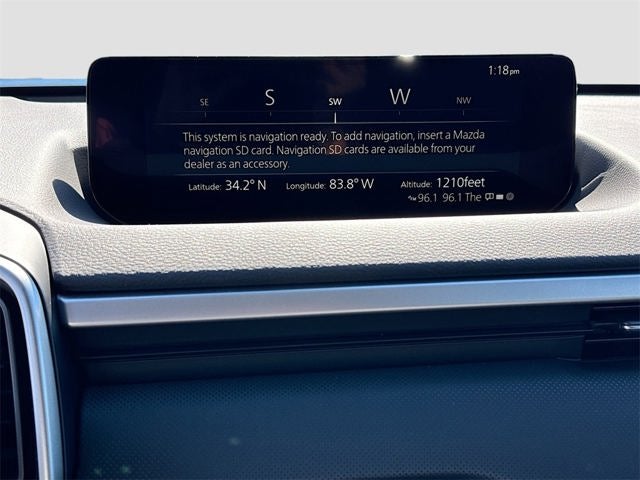 1:18pm
SE S SW W NW
This system is navigation ready. To add navigation, insert a Mazda
navigation SD card. Navigation SD cards are available from your
dealer as an accessory.
Latitude: 34.2° N Longitude: 83.8° W Altitude: 1210feet
96.1 96.1 The